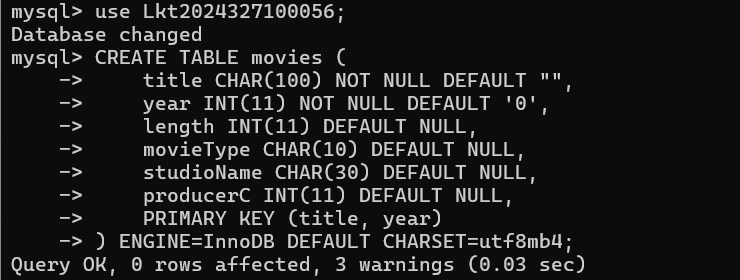 mysql> use Lkt2024327100056;
Database changed
mysql> CREATE TABLE movies (
    ->     title CHAR(100) NOT NULL DEFAULT "",
    ->     year INT(11) NOT NULL DEFAULT '0',
    ->     length INT(11) DEFAULT NULL,
    ->     movieType CHAR(10) DEFAULT NULL,
    ->     studioName CHAR(30) DEFAULT NULL,
    ->     producerC INT(11) DEFAULT NULL,
    ->     PRIMARY KEY (title, year)
    -> ) ENGINE=InnoDB DEFAULT CHARSET=utf8mb4;
Query OK, 0 rows affected, 3 warnings (0.03 sec)